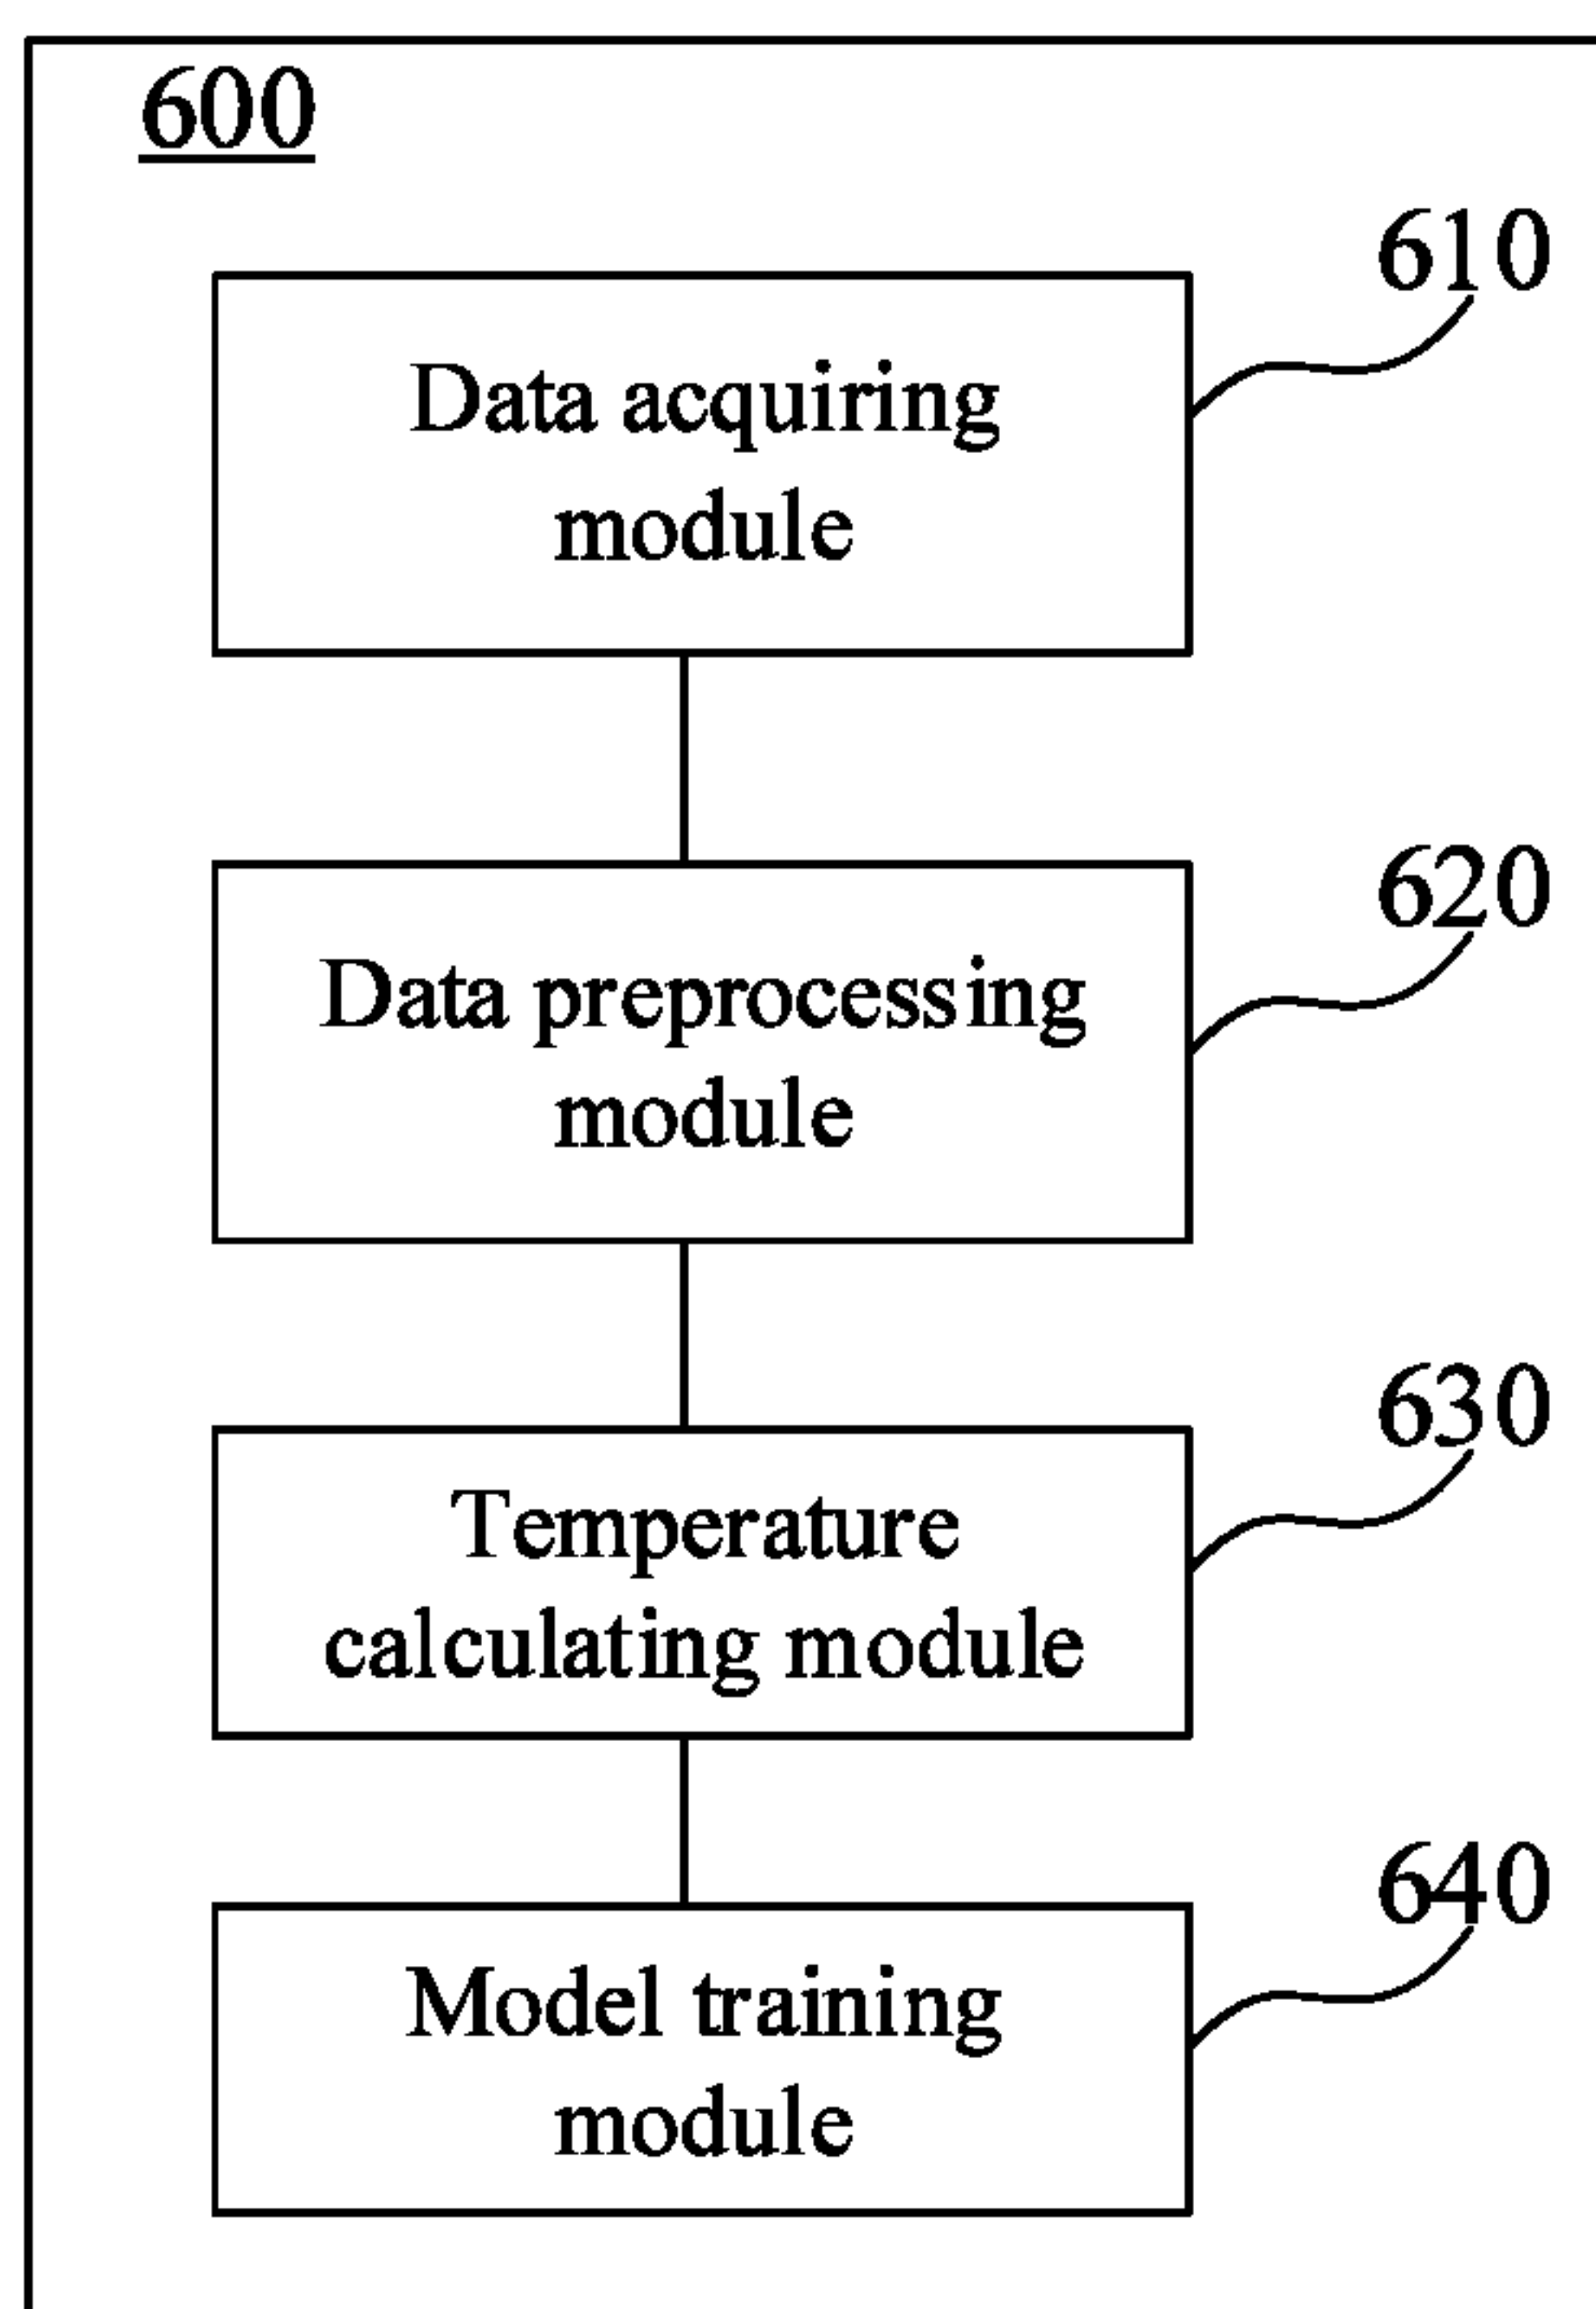 600
610
Data acquiring
module
620
Data preprocessing
module
630
Temperature
calculating module
640
Model training
module